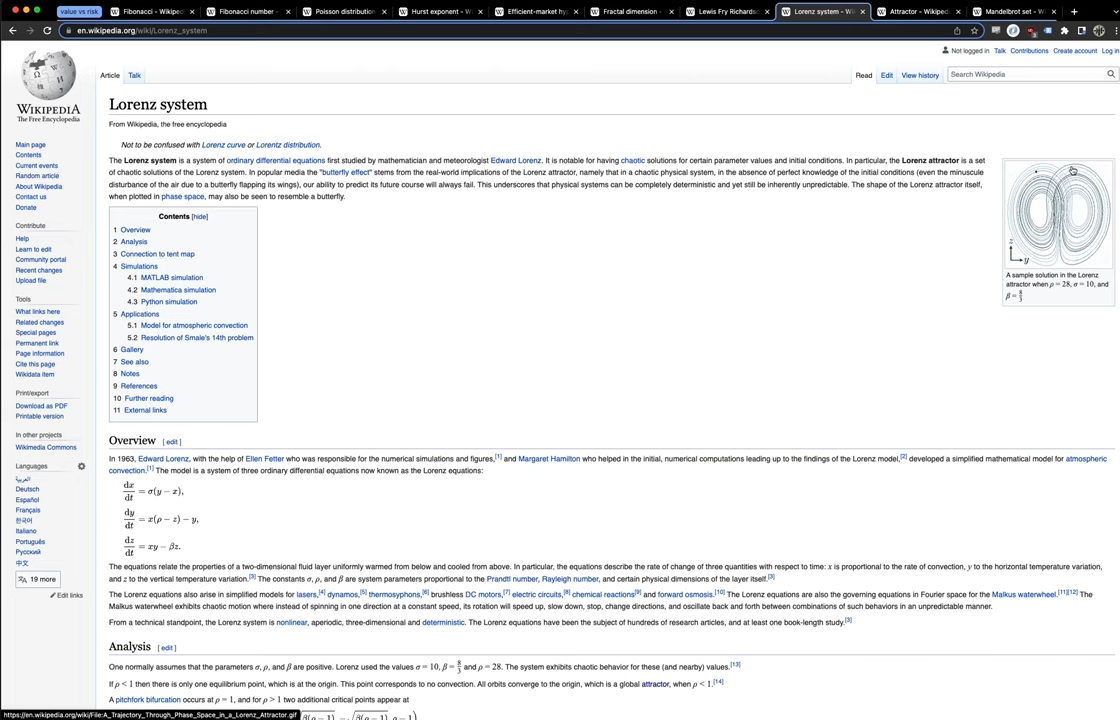 value vs risk
Fibonacci - Wikiped
Fibonacci number -
Poisson distribution
Hurst exponent - Wi
Efficient-market hy
Fractal dimension -
Lewis Fry Richards
Lorenz system - Wi
Attractor - Wikiped
Mandelbrot set - W
en.wikipedia.org/wiki/Lorenz_system
Not logged in Talk Contributions Create account Log in
Article Talk
Read Edit View history
Search Wikipedia
WIKIPEDIA
The Free Encyclopedia
Main page
Contents
Current events
Random article
About Wikipedia
Contact us
Donate
Contribute
Help
Learn to edit
Community portal
Recent changes
Upload file
Tools
What links here
Related changes
Special pages
Permanent link
Page information
Cite this page
Wikidata item
Print/export
Download as PDF
Printable version
In other projects
Wikimedia Commons
Languages
العربية
Deutsch
Español
Français
한국어
Italiano
Português
Русский
中文
19 more
Edit links
Lorenz system
From Wikipedia, the free encyclopedia
Not to be confused with Lorenz curve or Lorentz distribution.
The Lorenz system is a system of ordinary differential equations first studied by mathematician and meteorologist Edward Lorenz. It is notable for having chaotic solutions for certain parameter values and initial conditions. In particular, the Lorenz attractor is a set
of chaotic solutions of the Lorenz system. In popular media the "butterfly effect" stems from the real-world implications of the Lorenz attractor, namely that in a chaotic physical system, in the absence of perfect knowledge of the initial conditions (even the minuscule
disturbance of the air due to a butterfly flapping its wings), our ability to predict its future course will always fail. This underscores that physical systems can be completely deterministic and yet still be inherently unpredictable. The shape of the Lorenz attractor itself,
when plotted in phase space, may also be seen to resemble a butterfly.
z
y
A sample solution in the Lorenz
attractor when ρ = 28, σ = 10, and
β = 8/3
Contents [hide]
1 Overview
2 Analysis
3 Connection to tent map
4 Simulations
4.1 MATLAB simulation
4.2 Mathematica simulation
4.3 Python simulation
5 Applications
5.1 Model for atmospheric convection
5.2 Resolution of Smale's 14th problem
6 Gallery
7 See also
8 Notes
9 References
10 Further reading
11 External links
Overview [ edit ]
In 1963, Edward Lorenz, with the help of Ellen Fetter who was responsible for the numerical simulations and figures,[1] and Margaret Hamilton who helped in the initial, numerical computations leading up to the findings of the Lorenz model,[2] developed a simplified mathematical model for atmospheric
convection.[1] The model is a system of three ordinary differential equations now known as the Lorenz equations:
dx/dt = σ(y − x),
dy/dt = x(ρ − z) − y,
dz/dt = xy − βz.
The equations relate the properties of a two-dimensional fluid layer uniformly warmed from below and cooled from above. In particular, the equations describe the rate of change of three quantities with respect to time: x is proportional to the rate of convection, y to the horizontal temperature variation,
and z to the vertical temperature variation.[3] The constants σ, ρ, and β are system parameters proportional to the Prandtl number, Rayleigh number, and certain physical dimensions of the layer itself.[3]
The Lorenz equations also arise in simplified models for lasers,[4] dynamos,[5] thermosyphons,[6] brushless DC motors,[7] electric circuits,[8] chemical reactions[9] and forward osmosis.[10] The Lorenz equations are also the governing equations in Fourier space for the Malkus waterwheel.[11][12] The
Malkus waterwheel exhibits chaotic motion where instead of spinning in one direction at a constant speed, its rotation will speed up, slow down, stop, change directions, and oscillate back and forth between combinations of such behaviors in an unpredictable manner.
From a technical standpoint, the Lorenz system is nonlinear, aperiodic, three-dimensional and deterministic. The Lorenz equations have been the subject of hundreds of research articles, and at least one book-length study.[3]
Analysis [ edit ]
One normally assumes that the parameters σ, ρ, and β are positive. Lorenz used the values σ = 10, β = 8/3 and ρ = 28. The system exhibits chaotic behavior for these (and nearby) values.[13]
If ρ < 1 then there is only one equilibrium point, which is at the origin. This point corresponds to no convection. All orbits converge to the origin, which is a global attractor, when ρ < 1.[14]
A pitchfork bifurcation occurs at ρ = 1, and for ρ > 1 two additional critical points appear at
https://en.wikipedia.org/wiki/File:A_Trajectory_Through_Phase_Space_in_a_Lorenz_Attractor.gif